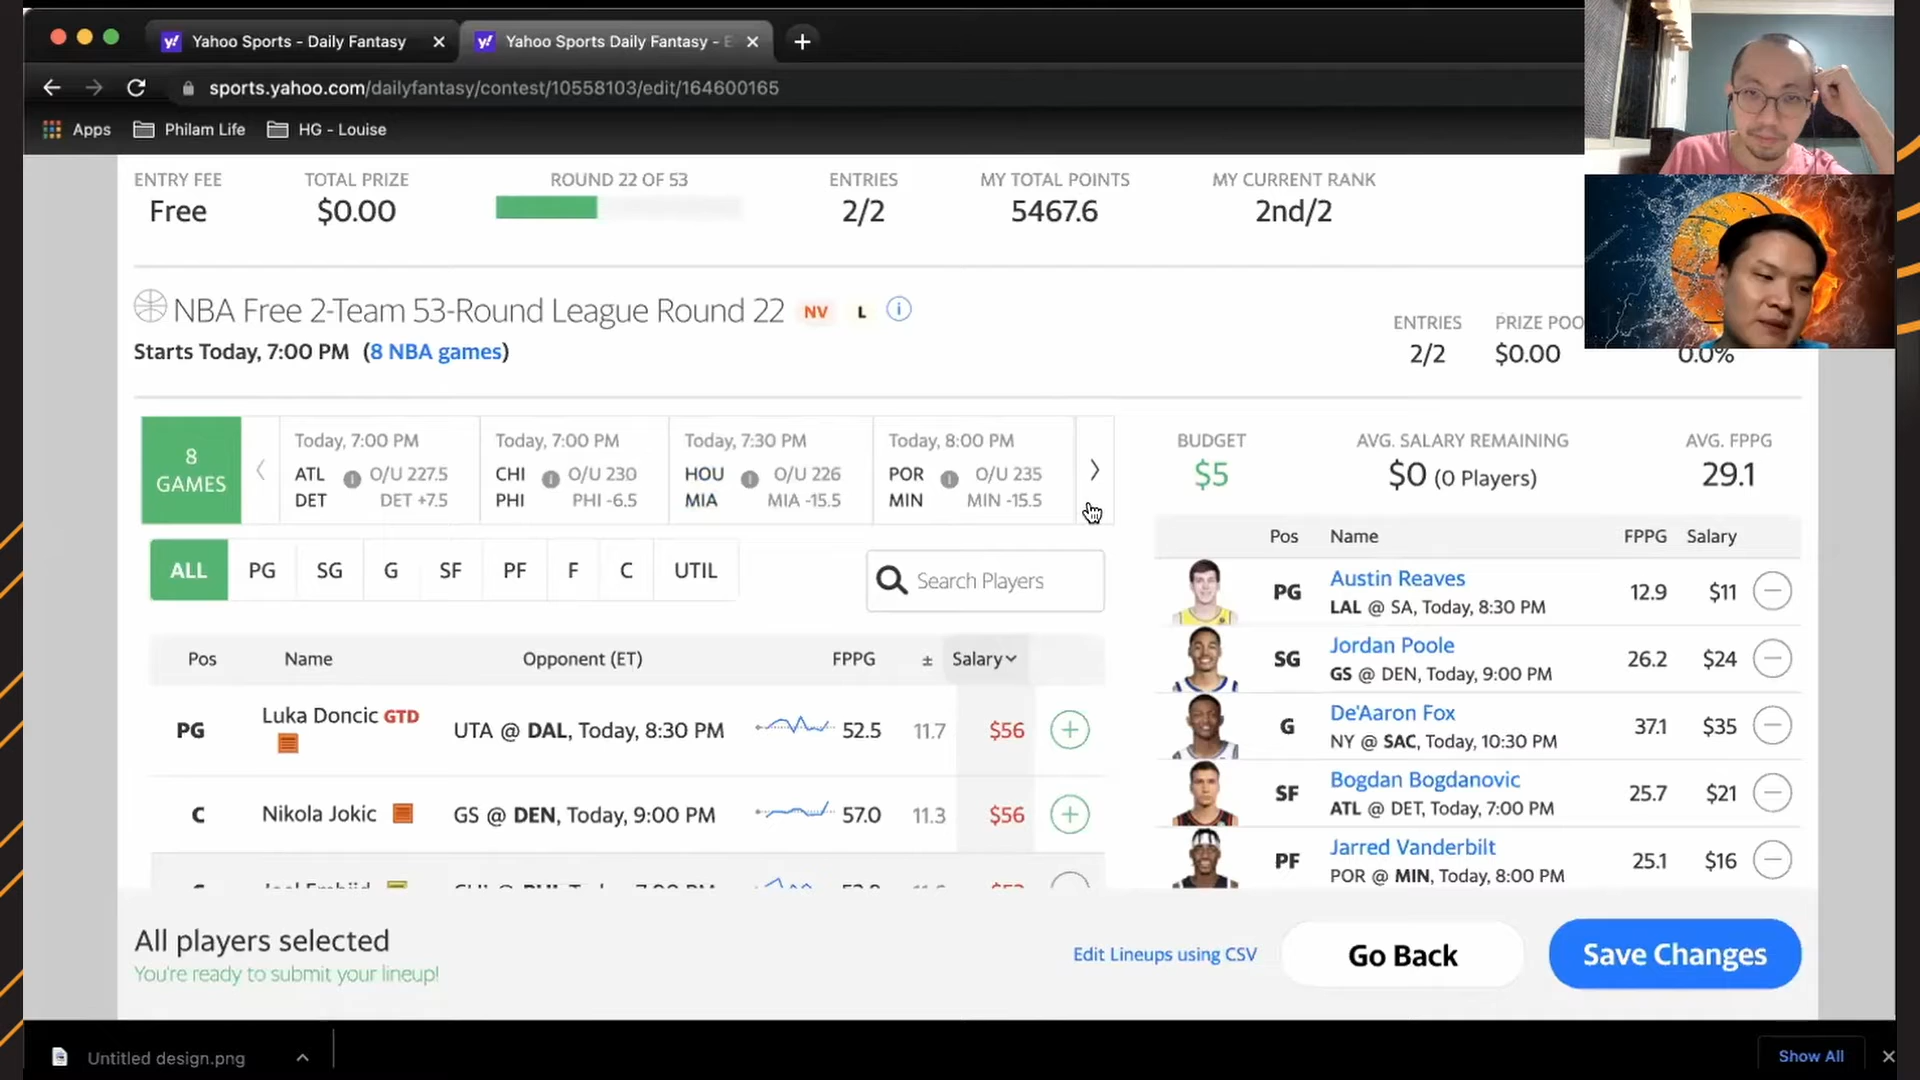 Yahoo Sports - Daily Fantasy
Yahoo Sports Daily Fantasy - E
sports.yahoo.com/dailyfantasy/contest/10558103/edit/164600165
Apps Philam Life HG - Louise
ENTRY FEE TOTAL PRIZE ROUND 22 OF 53 ENTRIES MY TOTAL POINTS MY CURRENT RANK
Free $0.00 2/2 5467.6 2nd/2
NBA Free 2-Team 53-Round League Round 22 NV L i
Starts Today, 7:00 PM (8 NBA games)
ENTRIES PRIZE POO
2/2 $0.00 0.0%
8 GAMES
Today, 7:00 PM
ATL O/U 227.5
DET DET +7.5
Today, 7:00 PM
CHI O/U 230
PHI PHI -6.5
Today, 7:30 PM
HOU O/U 226
MIA MIA -15.5
Today, 8:00 PM
POR O/U 235
MIN MIN -15.5
ALL PG SG G SF PF F C UTIL
Search Players
Pos Name Opponent (ET) FPPG ± Salary
PG Luka Doncic GTD UTA @ DAL, Today, 8:30 PM 52.5 11.7 $56
C Nikola Jokic GS @ DEN, Today, 9:00 PM 57.0 11.3 $56
BUDGET AVG. SALARY REMAINING AVG. FPPG
$5 $0 (0 Players) 29.1
Pos Name FPPG Salary
PG Austin Reaves 12.9 $11
LAL @ SA, Today, 8:30 PM
SG Jordan Poole 26.2 $24
GS @ DEN, Today, 9:00 PM
G De'Aaron Fox 37.1 $35
NY @ SAC, Today, 10:30 PM
SF Bogdan Bogdanovic 25.7 $21
ATL @ DET, Today, 7:00 PM
PF Jarred Vanderbilt 25.1 $16
POR @ MIN, Today, 8:00 PM
All players selected
You're ready to submit your lineup!
Edit Lineups using CSV Go Back Save Changes
Untitled design.png
Show All